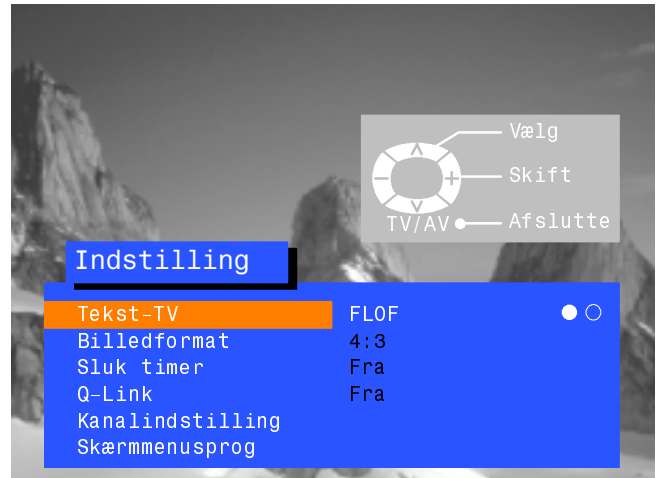 Vælg
Skift
TV/AV Afslutte
Indstilling
Tekst-TV FLOF
Billedformat 4:3
Sluk timer Fra
Q-Link Fra
Kanalindstilling
Skærmmenusprog